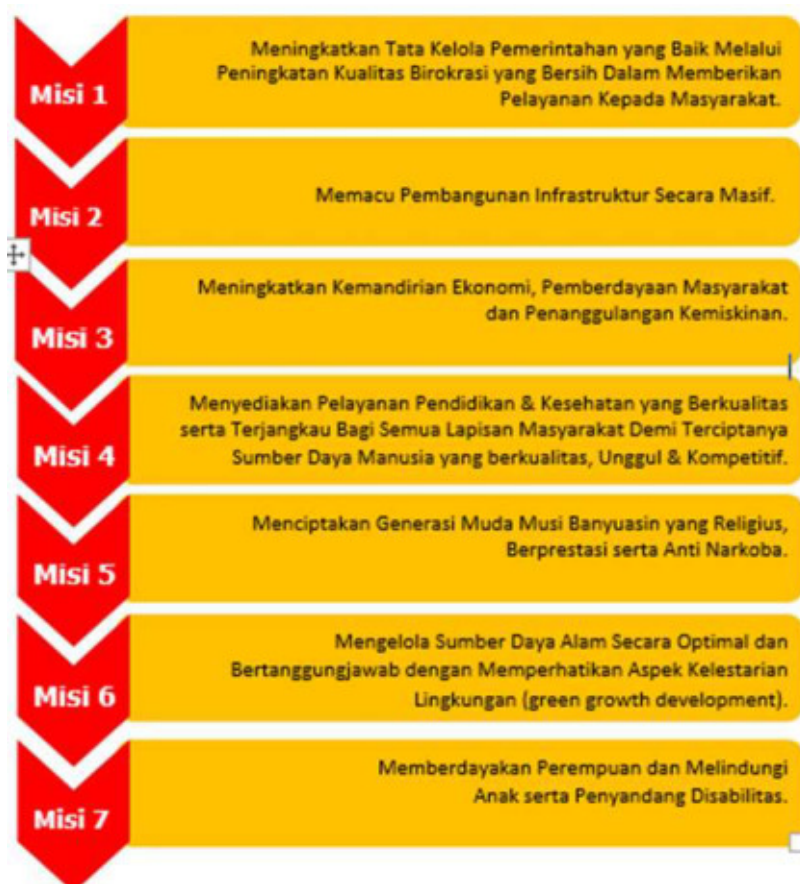 Misi 1
Meningkatkan Tata Kelola Pemerintahan yang Baik Melalui
Peningkatan Kualitas Birokrasi yang Bersih Dalam Memberikan
Pelayanan Kepada Masyarakat.
Misi 2
Memacu Pembangunan Infrastruktur Secara Masif.
Misi 3
Meningkatkan Kemandirian Ekonomi, Pemberdayaan Masyarakat
dan Penanggulangan Kemiskinan.
Misi 4
Menyediakan Pelayanan Pendidikan & Kesehatan yang Berkualitas
serta Terjangkau Bagi Semua Lapisan Masyarakat Demi Terciptanya
Sumber Daya Manusia yang berkualitas, Unggul & Kompetitif.
Misi 5
Menciptakan Generasi Muda Musi Banyuasin yang Religius,
Berprestasi serta Anti Narkoba.
Misi 6
Mengelola Sumber Daya Alam Secara Optimal dan
Bertanggungjawab dengan Memperhatikan Aspek Kelestarian
Lingkungan (green growth development).
Misi 7
Memberdayakan Perempuan dan Melindungi
Anak serta Penyandang Disabilitas.